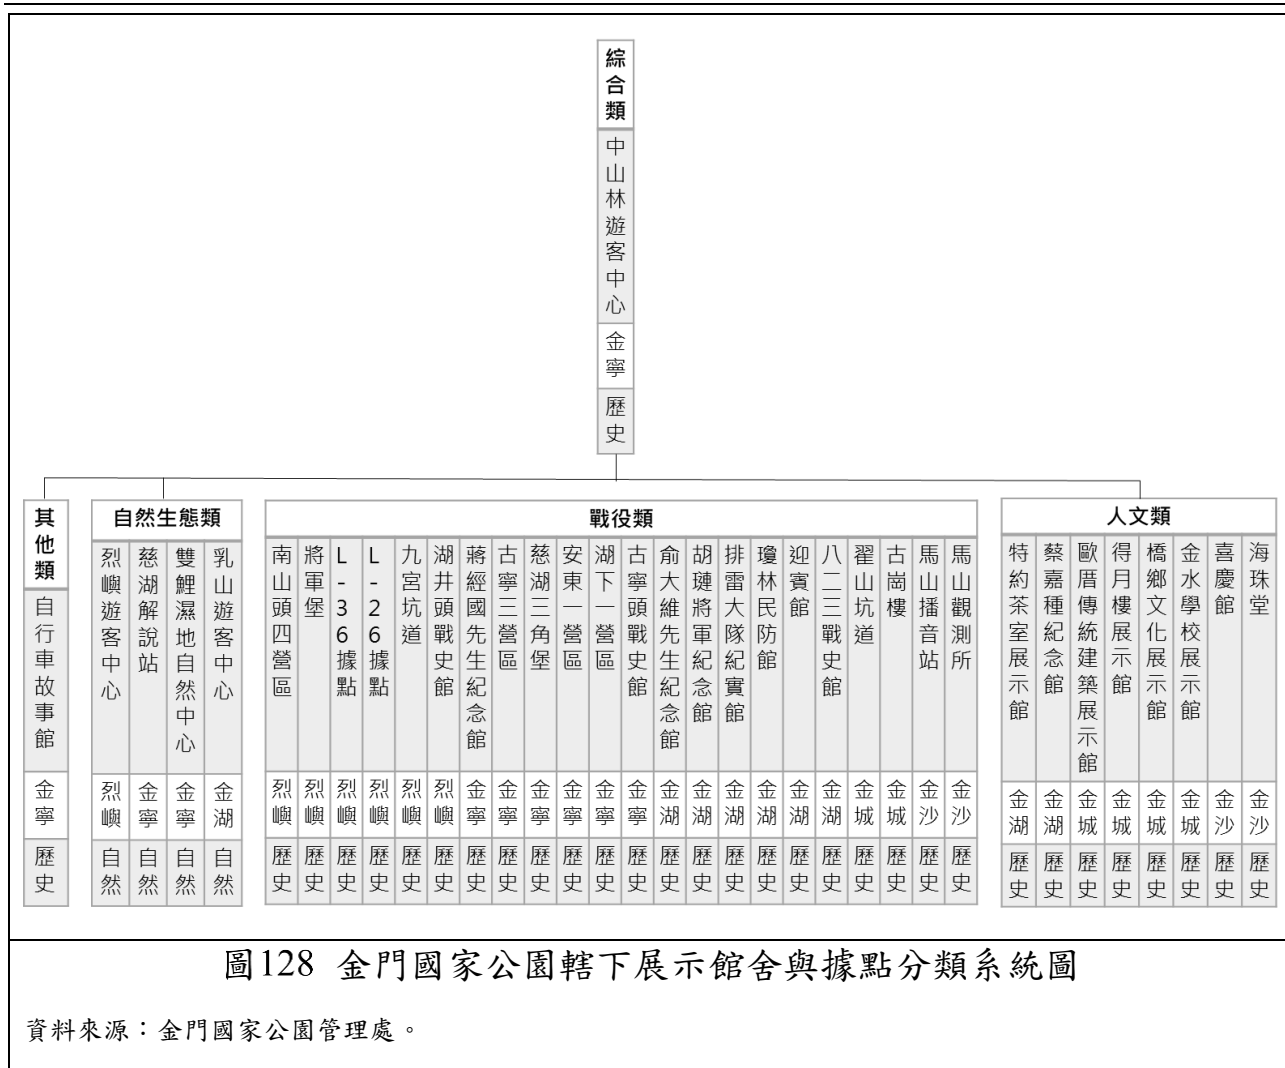 綜合類
中山林遊客中心
金寧
歷史
其他類
自行車故事館
金寧
歷史
自然生態類
烈嶼遊客中心
烈嶼
自然
慈湖解說站
金寧
自然
雙鯉濕地自然中心
金寧
自然
乳山遊客中心
金湖
自然
戰役類
南山頭四營區
烈嶼
歷史
將軍堡
烈嶼
歷史
L-36據點
烈嶼
歷史
L-26據點
烈嶼
歷史
九宮坑道
烈嶼
歷史
湖井頭戰史館
烈嶼
歷史
蔣經國先生紀念館
金寧
歷史
古寧三營區
金寧
歷史
慈湖三角堡
金寧
歷史
安東一營區
金寧
歷史
湖下一營區
金寧
歷史
古寧頭戰史館
金寧
歷史
俞大維先生紀念館
金湖
歷史
胡璉將軍紀念館
金湖
歷史
排雷大隊紀實館
金湖
歷史
瓊林民防館
金湖
歷史
迎賓館
金湖
歷史
八二三戰史館
金湖
歷史
翟山坑道
金城
歷史
古崗樓
金城
歷史
馬山播音站
金沙
歷史
馬山觀測所
金沙
歷史
人文類
特約茶室展示館
金湖
歷史
蔡嘉種紀念館
金湖
歷史
歐厝傳統建築展示館
金城
歷史
得月樓展示館
金城
歷史
僑鄉文化展示館
金城
歷史
金水學校展示館
金城
歷史
喜慶館
金沙
歷史
海珠堂
金沙
歷史
圖128 金門國家公園轄下展示館舍與據點分類系統圖
資料來源：金門國家公園管理處。